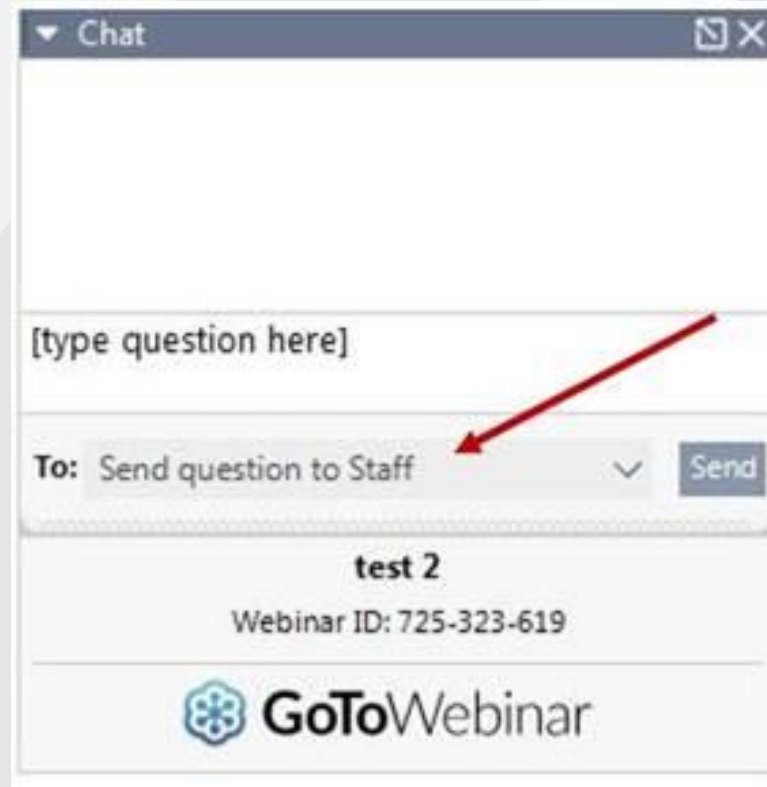 Chat
[type question here]
To: Send question to Staff Send
test 2
Webinar ID: 725-323-619
GoToWebinar